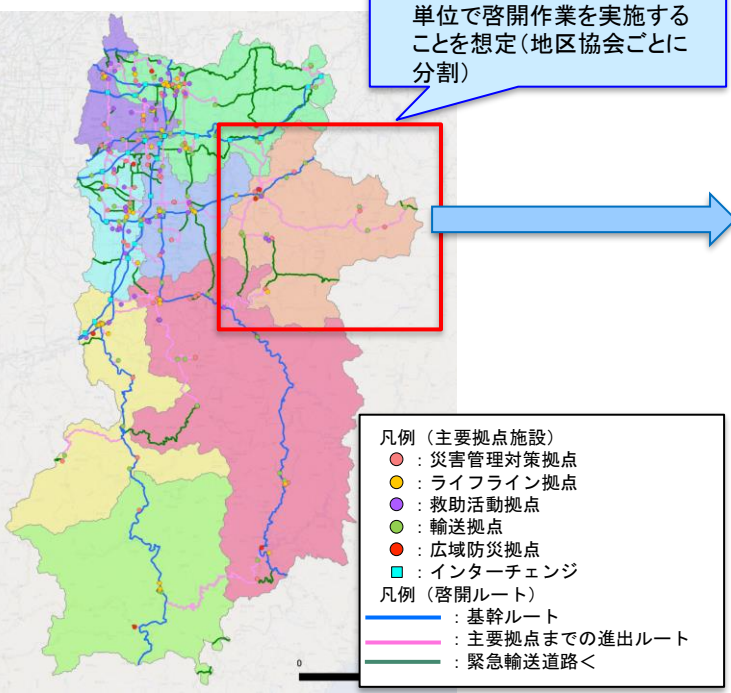 単位で啓開作業を実施する
ことを想定(地区協会ごとに
分割)
凡例（主要拠点施設）
：災害管理対策拠点
：ライフライン拠点
：救助活動拠点
：輸送拠点
：広域防災拠点
：インターチェンジ
凡例（啓開ルート）
：基幹ルート
：主要拠点までの進出ルート
：緊急輸送道路く
0